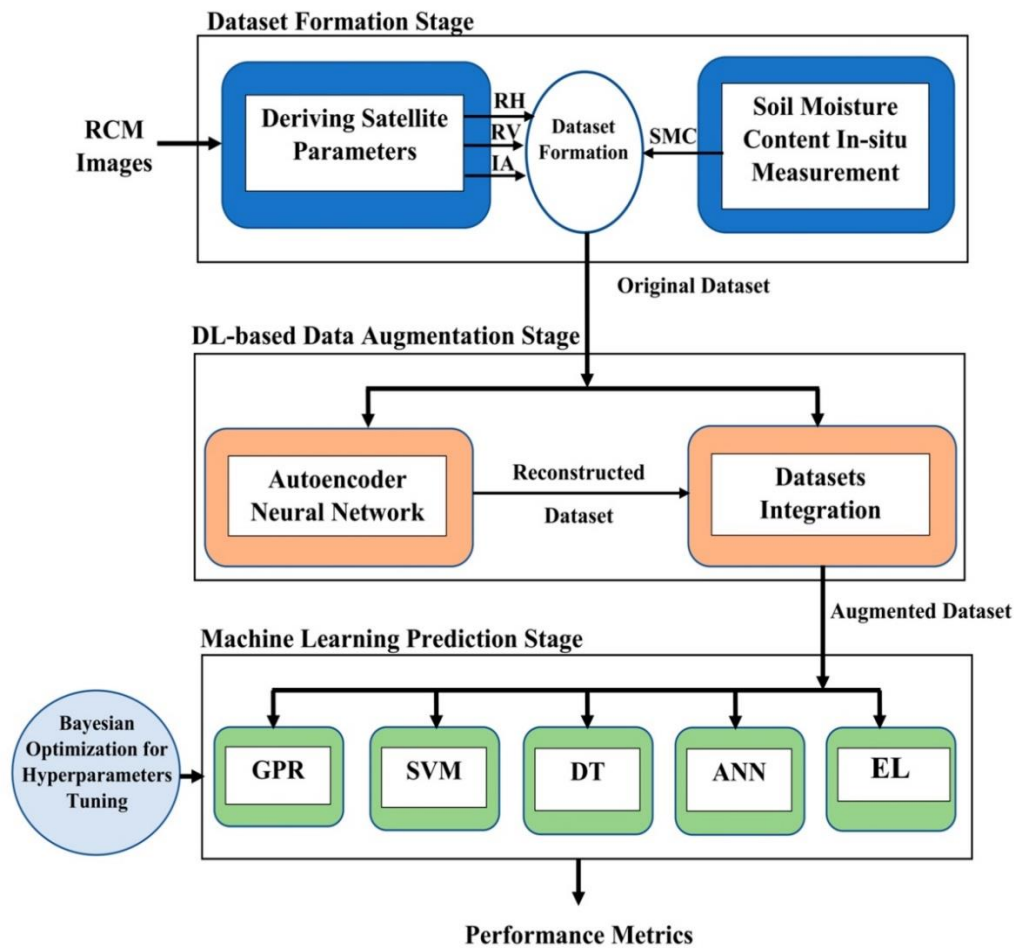 Dataset Formation Stage
RCM
Images
Deriving Satellite
Parameters
RH
RV
IA
Dataset
Formation
SMC
Soil Moisture
Content In-situ
Measurement
Original Dataset
DL-based Data Augmentation Stage
Autoencoder
Neural Network
Reconstructed
Dataset
Datasets
Integration
Augmented Dataset
Machine Learning Prediction Stage
Bayesian
Optimization for
Hyperparameters
Tuning
GPR
SVM
DT
ANN
EL
Performance Metrics